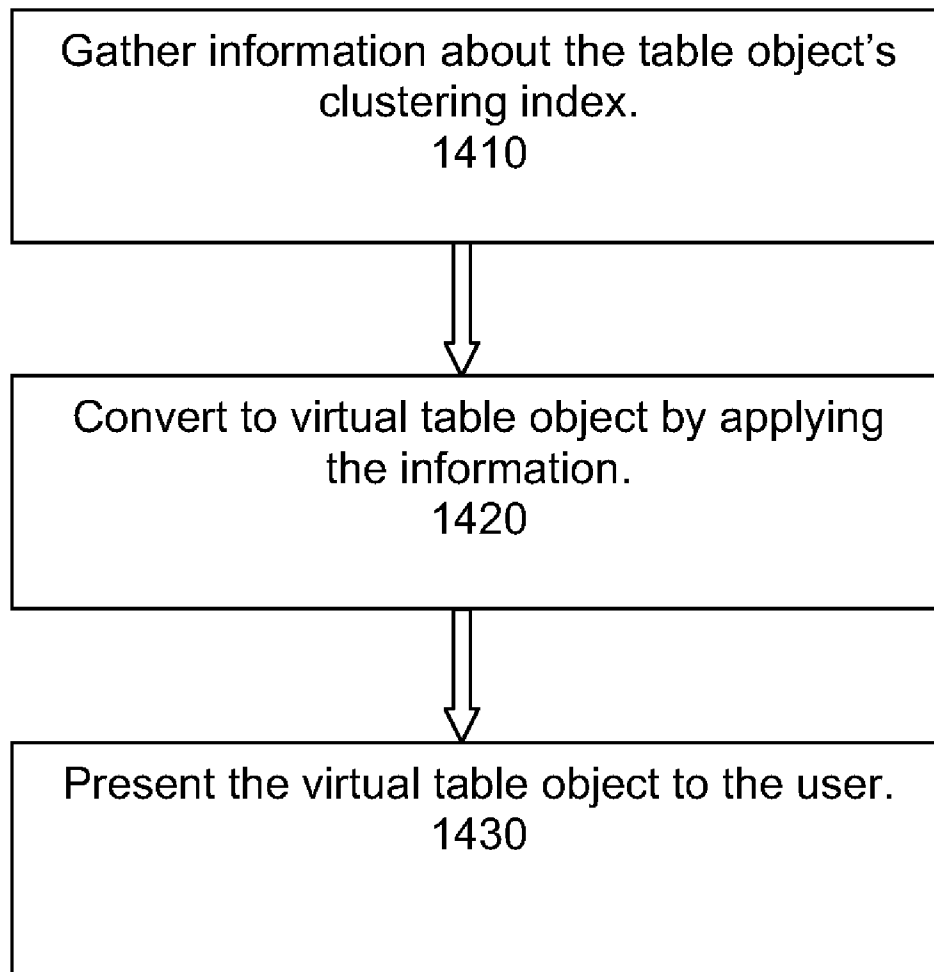 Gather information about the table object’s
clustering index.
1410
Convert to virtual table object by applying
the information.
1420
Present the virtual table object to the user.
1430